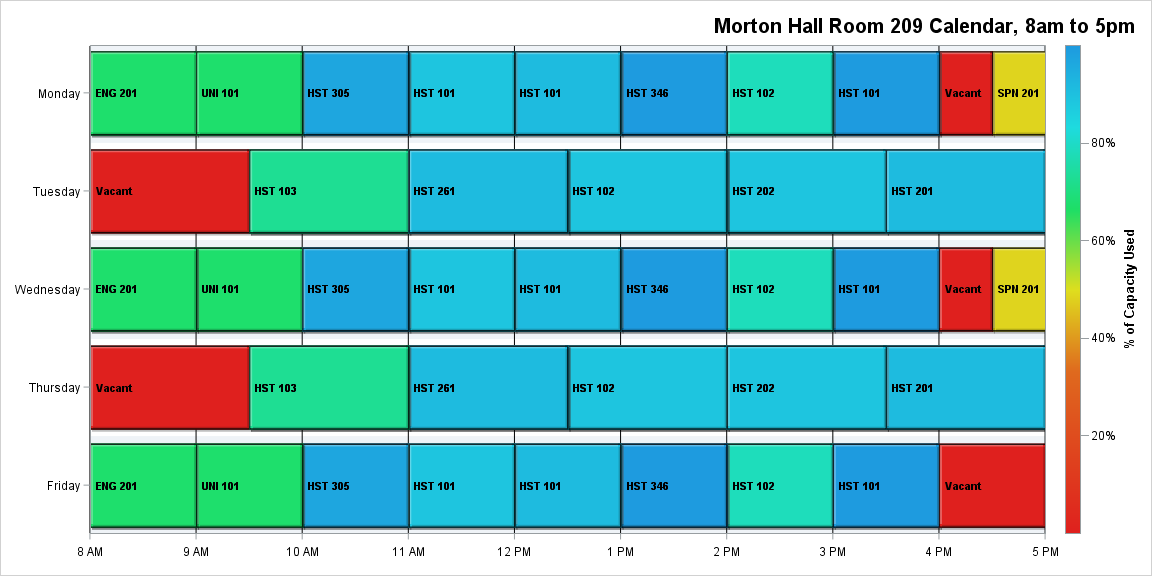 Morton Hall Room 209 Calendar, 8am to 5pm
Monday ENG 201 UNI 101 HST 305 HST 101 HST 101 HST 346 HST 102 HST 101 Vacant SPN 201
Tuesday Vacant HST 103 HST 261 HST 102 HST 202 HST 201
Wednesday ENG 201 UNI 101 HST 305 HST 101 HST 101 HST 346 HST 102 HST 101 Vacant SPN 201
Thursday Vacant HST 103 HST 261 HST 102 HST 202 HST 201
Friday ENG 201 UNI 101 HST 305 HST 101 HST 101 HST 346 HST 102 HST 101 Vacant
8 AM 9 AM 10 AM 11 AM 12 PM 1 PM 2 PM 3 PM 4 PM 5 PM
80%
60%
40%
20%
% of Capacity Used